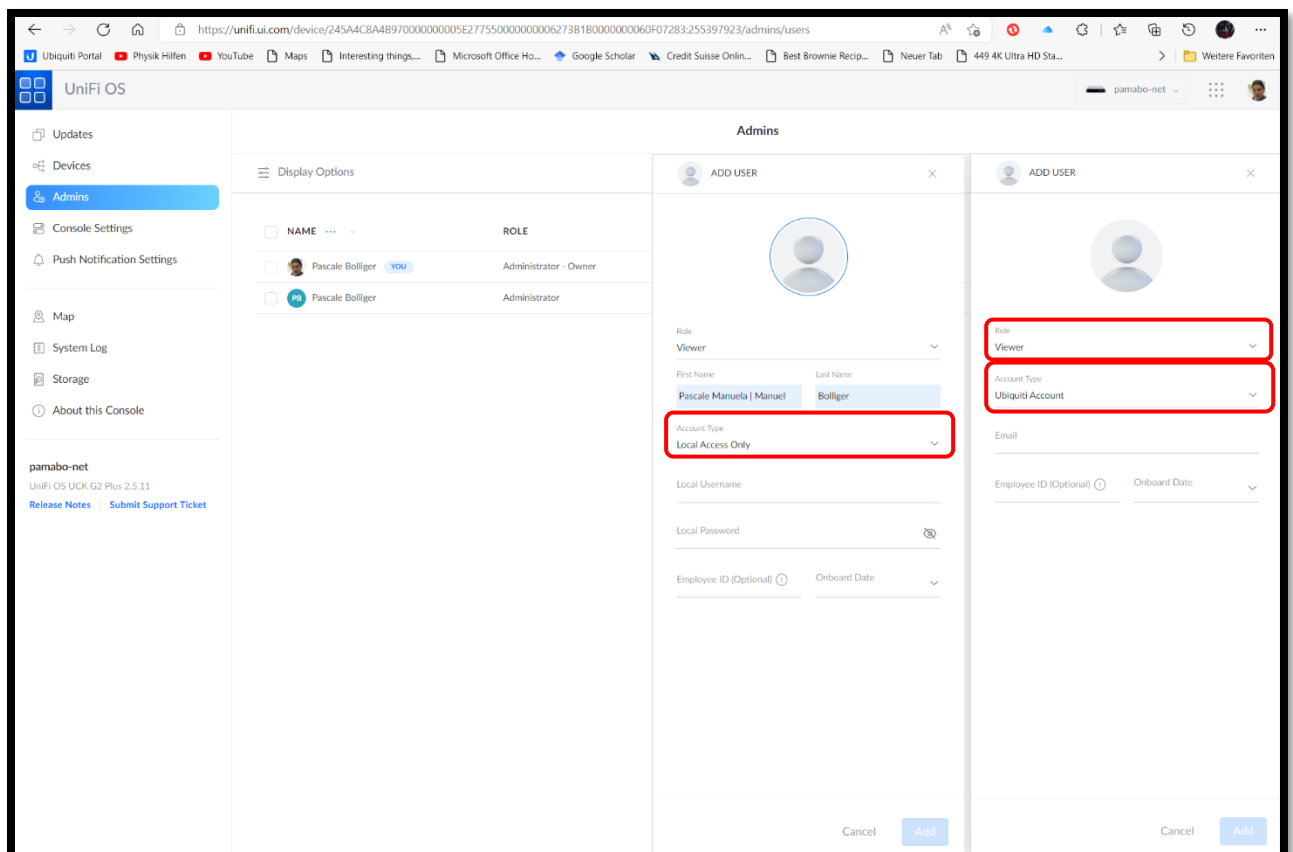 https://unifi.ui.com/device/245A4C8A4B970000000005E2775500000000006273B1B0000000060F07283:255397923/admins/users
Ubiquiti Portal Physik Hilfen YouTube Maps Interesting things,... Microsoft Office Ho... Google Scholar Credit Suisse Onlin... Best Brownie Recip... Neuer Tab 449 4K Ultra HD Sta... Weitere Favoriten
UniFi OS
pamabo-net
Updates
Devices
Admins
Console Settings
Push Notification Settings
Map
System Log
Storage
About this Console
pamabo-net
UniFi OS UCK G2 Plus 2.5.11
Release Notes Submit Support Ticket
Admins
Display Options
NAME ... ROLE
Pascale Bolliger YOU Administrator - Owner
PB Pascale Bolliger Administrator
ADD USER
Role
Viewer
First Name Last Name
Pascale Manuela | Manuel Bolliger
Account Type
Local Access Only
Local Username
Local Password
Employee ID (Optional) Onboard Date
Cancel Add
ADD USER
Role
Viewer
Account Type
Ubiquiti Account
Email
Employee ID (Optional) Onboard Date
Cancel Add